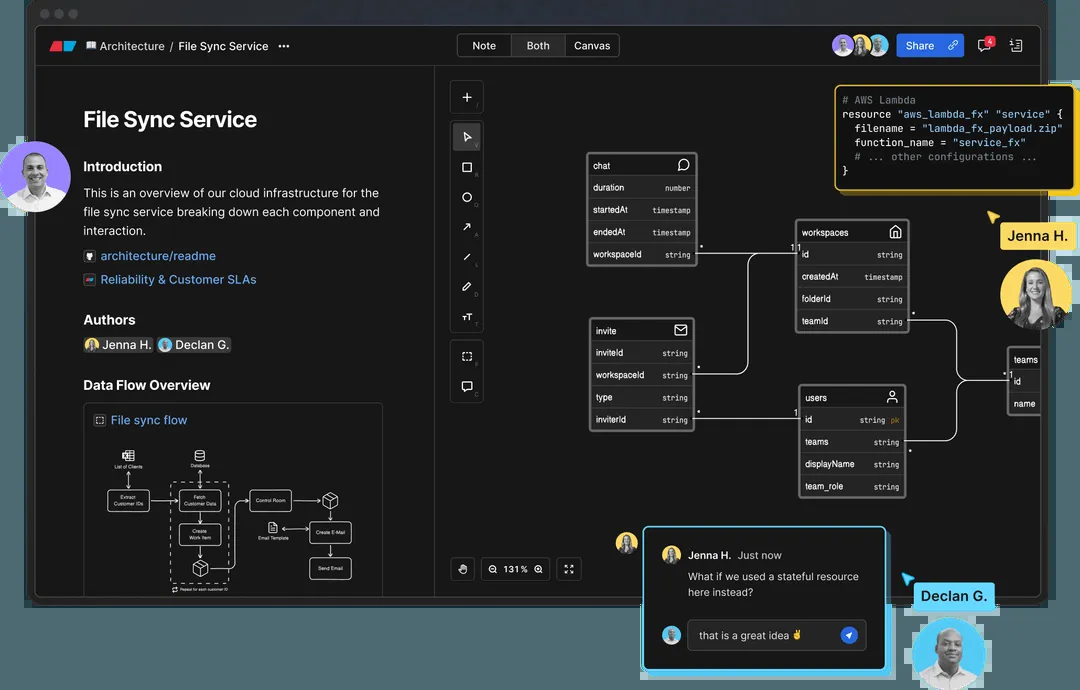 Architecture / File Sync Service ...
Note Both Canvas
Share
4
File Sync Service
Introduction
This is an overview of our cloud infrastructure for the
file sync service breaking down each component and
interaction.
architecture/readme
Reliability & Customer SLAs
Authors
Jenna H. Declan G.
Data Flow Overview
File sync flow
List of Clients
Database
Extract
Customer IDs
Fetch
Customer Data
Control Room
Create
Work Item
Email Template
Create E-Mail
Send Email
Repeat for each customer ID
131%
chat
duration number
startedAt timestamp
endedAt timestamp
workspaceId string
invite
inviteId string
workspaceId string
type string
inviterId string
workspaces
id string
createdAt timestamp
folderId string
teamId string
users
id string pk
teams string
displayName string
team_role string
teams
id
name
* 1 1
*
* 1
*
*
* 1
# AWS Lambda
resource "aws_lambda_fx" "service" {
filename = "lambda_fx_payload.zip"
function_name = "service_fx"
# ... other configurations ...
}
Jenna H.
Jenna H. Just now
What if we used a stateful resource
here instead?
that is a great idea ✌️
Declan G.